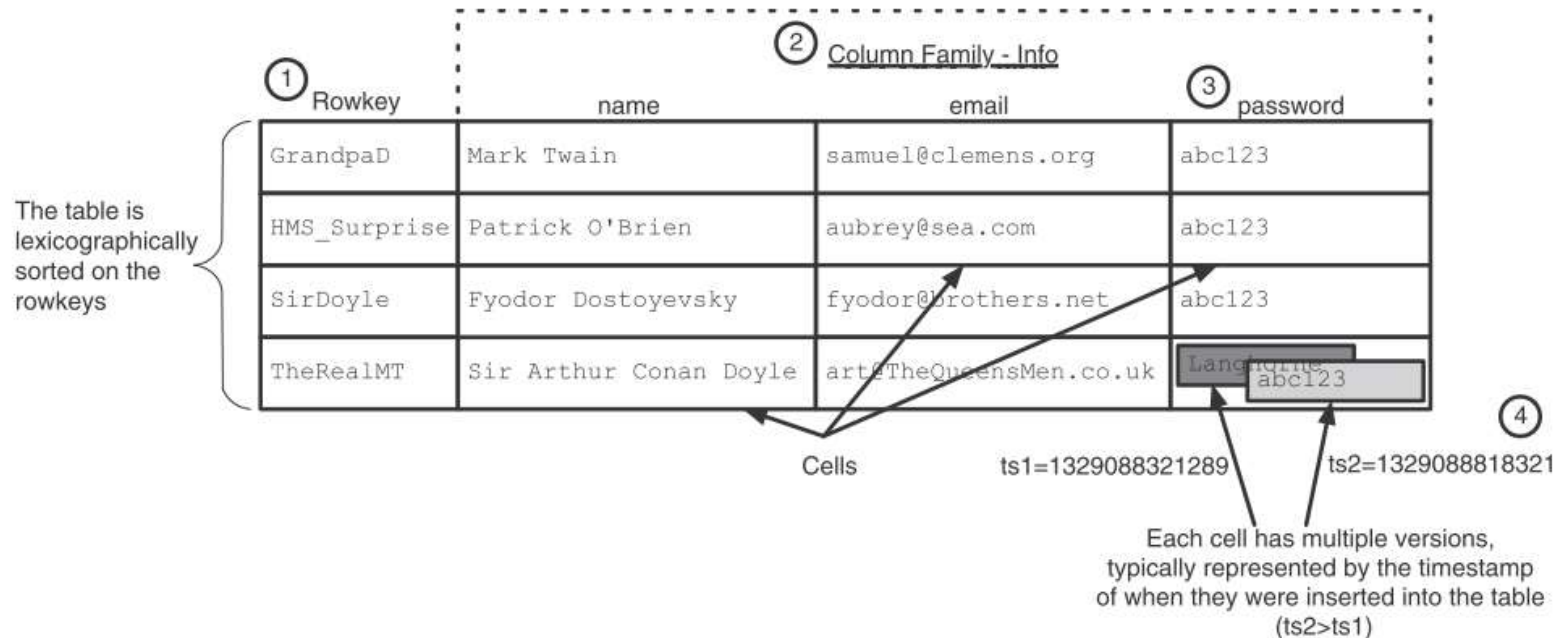 2 Column Family - Info
1 Rowkey name email 3 password
GrandpaD Mark Twain samuel@clemens.org abc123
The table is
lexicographically
sorted on the
rowkeys
HMS_Surprise Patrick O'Brien aubrey@sea.com abc123
SirDoyle Fyodor Dostoyevsky fyodor@brothers.net abc123
TheRealMT Sir Arthur Conan Doyle art@TheQueensMen.co.uk Langhorne
abc123
4
Cells ts1=1329088321289 ts2=1329088818321
Each cell has multiple versions,
typically represented by the timestamp
of when they were inserted into the table
(ts2>ts1)